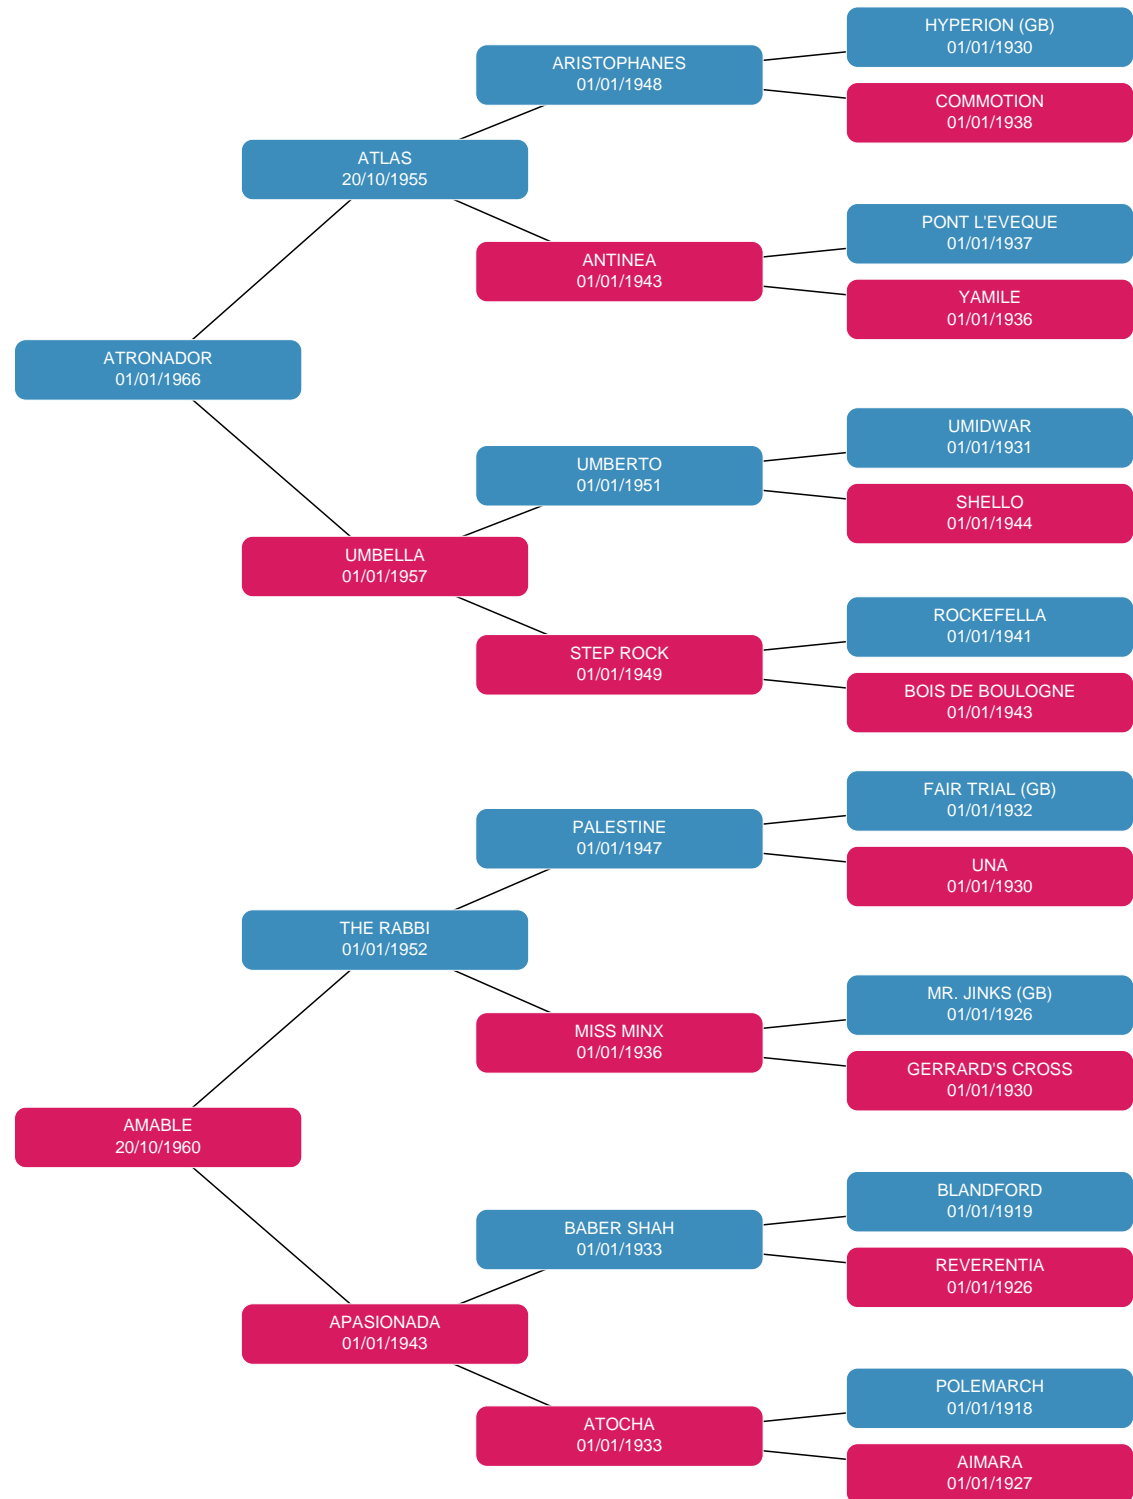 HYPERION (GB)
01/01/1930
ARISTOPHANES
01/01/1948
COMMOTION
01/01/1938
ATLAS
20/10/1955
PONT L'EVEQUE
01/01/1937
ANTINEA
01/01/1943
YAMILE
01/01/1936
ATRONADOR
01/01/1966
UMIDWAR
01/01/1931
UMBERTO
01/01/1951
SHELLO
01/01/1944
UMBELLA
01/01/1957
ROCKEFELLA
01/01/1941
STEP ROCK
01/01/1949
BOIS DE BOULOGNE
01/01/1943
FAIR TRIAL (GB)
01/01/1932
PALESTINE
01/01/1947
UNA
01/01/1930
THE RABBI
01/01/1952
MR. JINKS (GB)
01/01/1926
MISS MINX
01/01/1936
GERRARD'S CROSS
01/01/1930
AMABLE
20/10/1960
BLANDFORD
01/01/1919
BABER SHAH
01/01/1933
REVERENTIA
01/01/1926
APASIONADA
01/01/1943
POLEMARCH
01/01/1918
ATOCHA
01/01/1933
AIMARA
01/01/1927